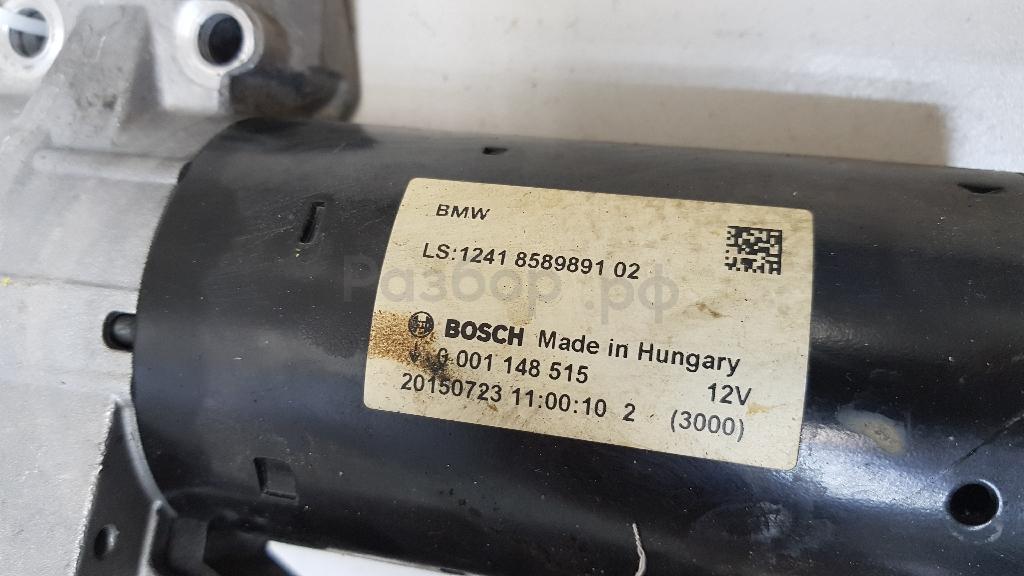 BMW
LS:1241 8589891 02
Разбор.рф
BOSCH Made in Hungary
0 001 148 515 12V
20150723 11:00:10 2 (3000)